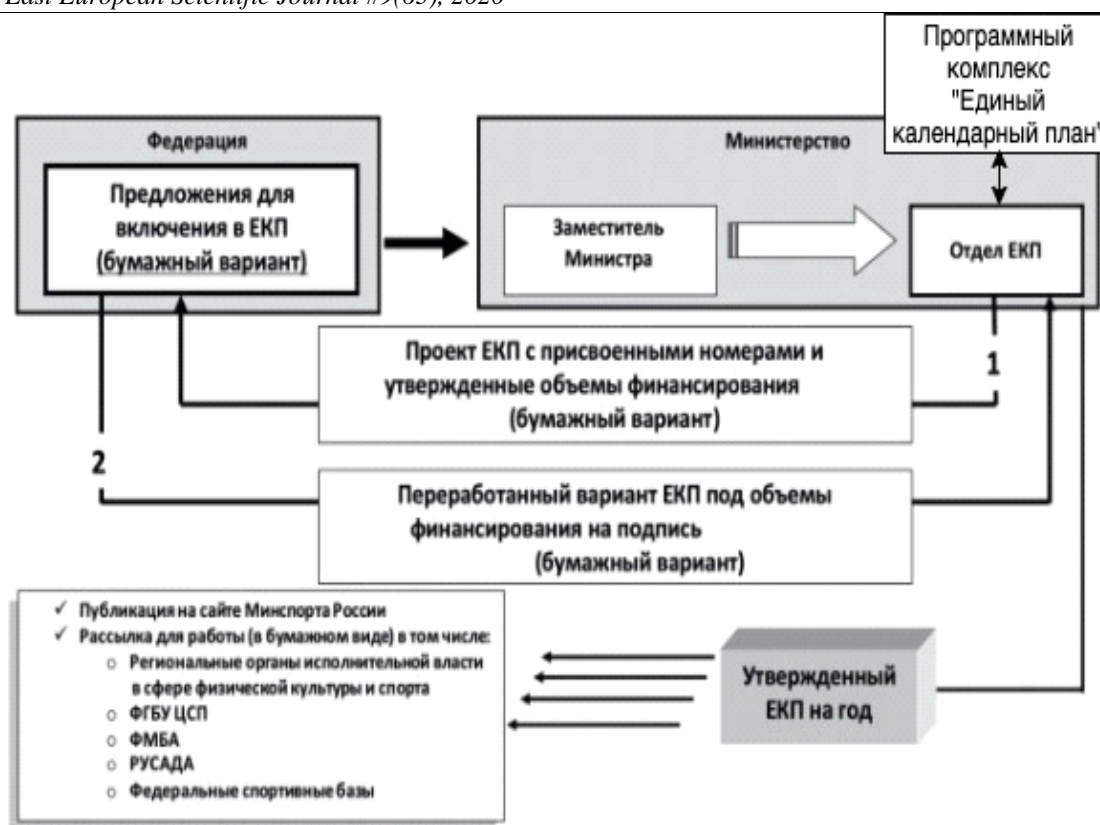 East European Scientific Journal #9(63), 2020
Программный
комплекс
"Единый
календарный план"
Федерация
Предложения для
включения в ЕКП
(бумажный вариант)
Министерство
Заместитель
Министра
Отдел ЕКП
Проект ЕКП с присвоенными номерами и
утвержденные объемы финансирования
(бумажный вариант)
1
2
Переработанный вариант ЕКП под объемы
финансирования на подпись
(бумажный вариант)
✓ Публикация на сайте Минспорта России
✓ Рассылка для работы (в бумажном виде) в том числе:
o Региональные органы исполнительной власти
в сфере физической культуры и спорта
o ФГБУ ЦСП
o ФМБА
o РУСАДА
o Федеральные спортивные базы
Утвержденный
ЕКП на год